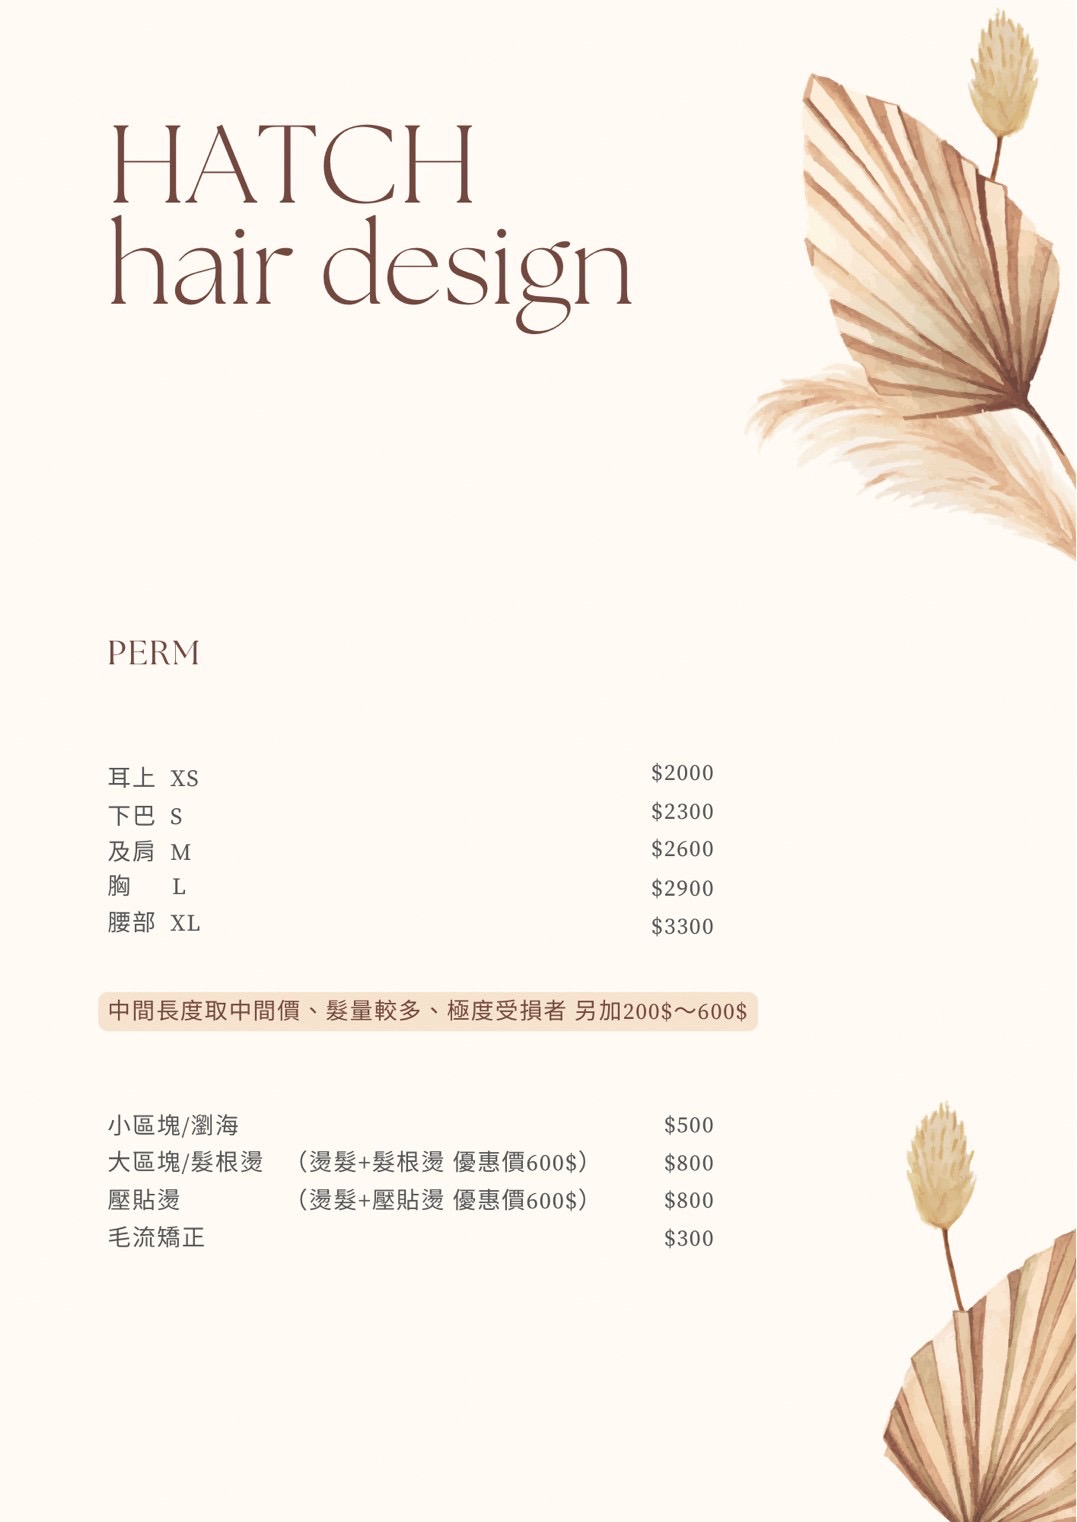 HATCH
hair design
PERM
耳上 XS $2000
下巴 S $2300
及肩 M $2600
胸 L $2900
腰部 XL $3300
中間長度取中間價、髮量較多、極度受損者 另加200$～600$
小區塊/瀏海 $500
大區塊/髮根燙 （燙髮+髮根燙 優惠價600$） $800
壓貼燙 （燙髮+壓貼燙 優惠價600$） $800
毛流矯正 $300